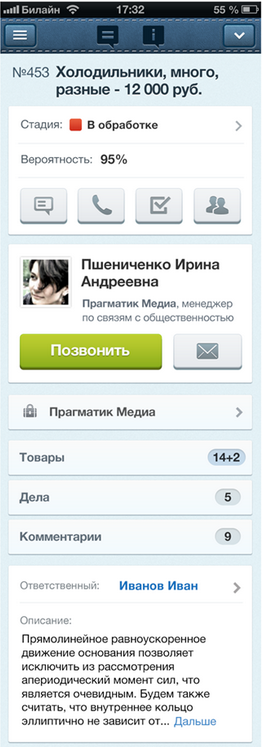 Билайн 17:32 55 %
№453 Холодильники, много,
разные - 12 000 руб.
Стадия: В обработке
Вероятность: 95%
Пшениченко Ирина
Андреевна
Прагматик Медиа, менеджер
по связям с общественностью
Позвонить
Прагматик Медиа
Товары 14+2
Дела 5
Комментарии 9
Ответственный: Иванов Иван
Описание:
Прямолинейное равноускоренное
движение основания позволяет
исключить из рассмотрения
апериодический момент сил, что
является очевидным. Будем также
считать, что внутреннее кольцо
эллиптично не зависит от... Дальше